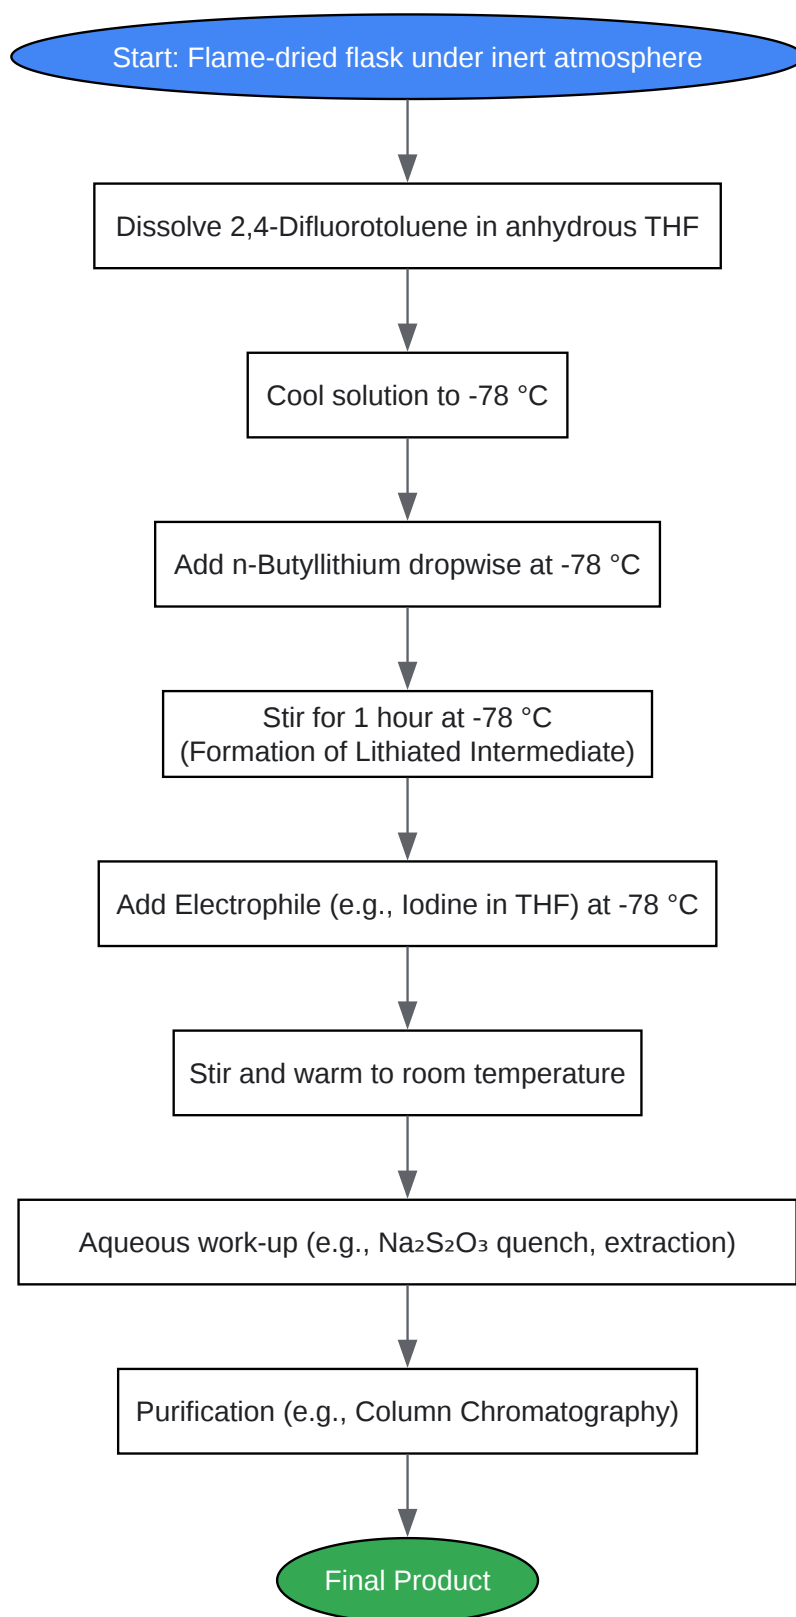 Start: Flame-dried flask under inert atmosphere
Dissolve 2,4-Difluorotoluene in anhydrous THF
Cool solution to -78 °C
Add n-Butyllithium dropwise at -78 °C
Stir for 1 hour at -78 °C
(Formation of Lithiated Intermediate)
Add Electrophile (e.g., Iodine in THF) at -78 °C
Stir and warm to room temperature
Aqueous work-up (e.g., Na₂S₂O₃ quench, extraction)
Purification (e.g., Column Chromatography)
Final Product